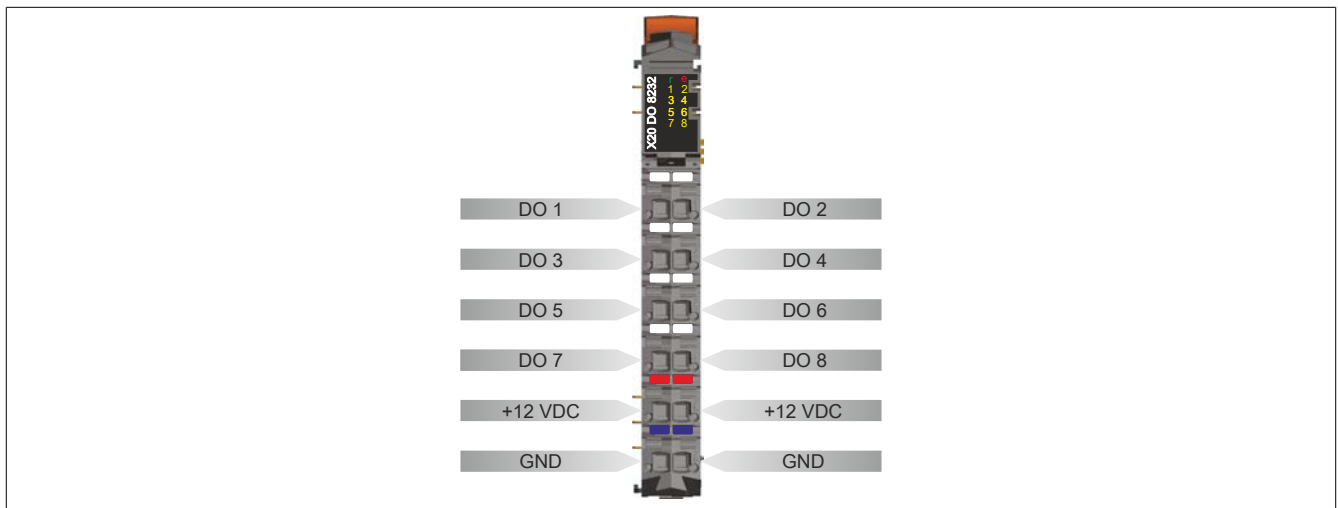 X20 DO 8232
r e
1 2
3 4
5 6
7 8
DO 1 DO 2
DO 3 DO 4
DO 5 DO 6
DO 7 DO 8
+12 VDC +12 VDC
GND GND